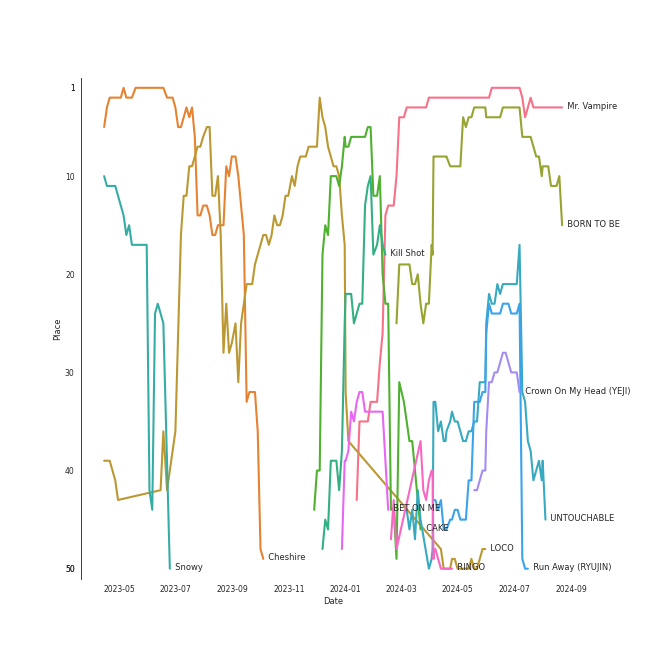 1
10
20
30
40
50
Place
Mr. Vampire
BORN TO BE
Kill Shot
Crown On My Head (YEJI)
BET ON ME
UNTOUCHABLE
CAKE
LOCO
Cheshire
Snowy
RINGO
Run Away (RYUJIN)
2023-05
2023-07
2023-09
2023-11
2024-01
2024-03
2024-05
2024-07
2024-09
Date